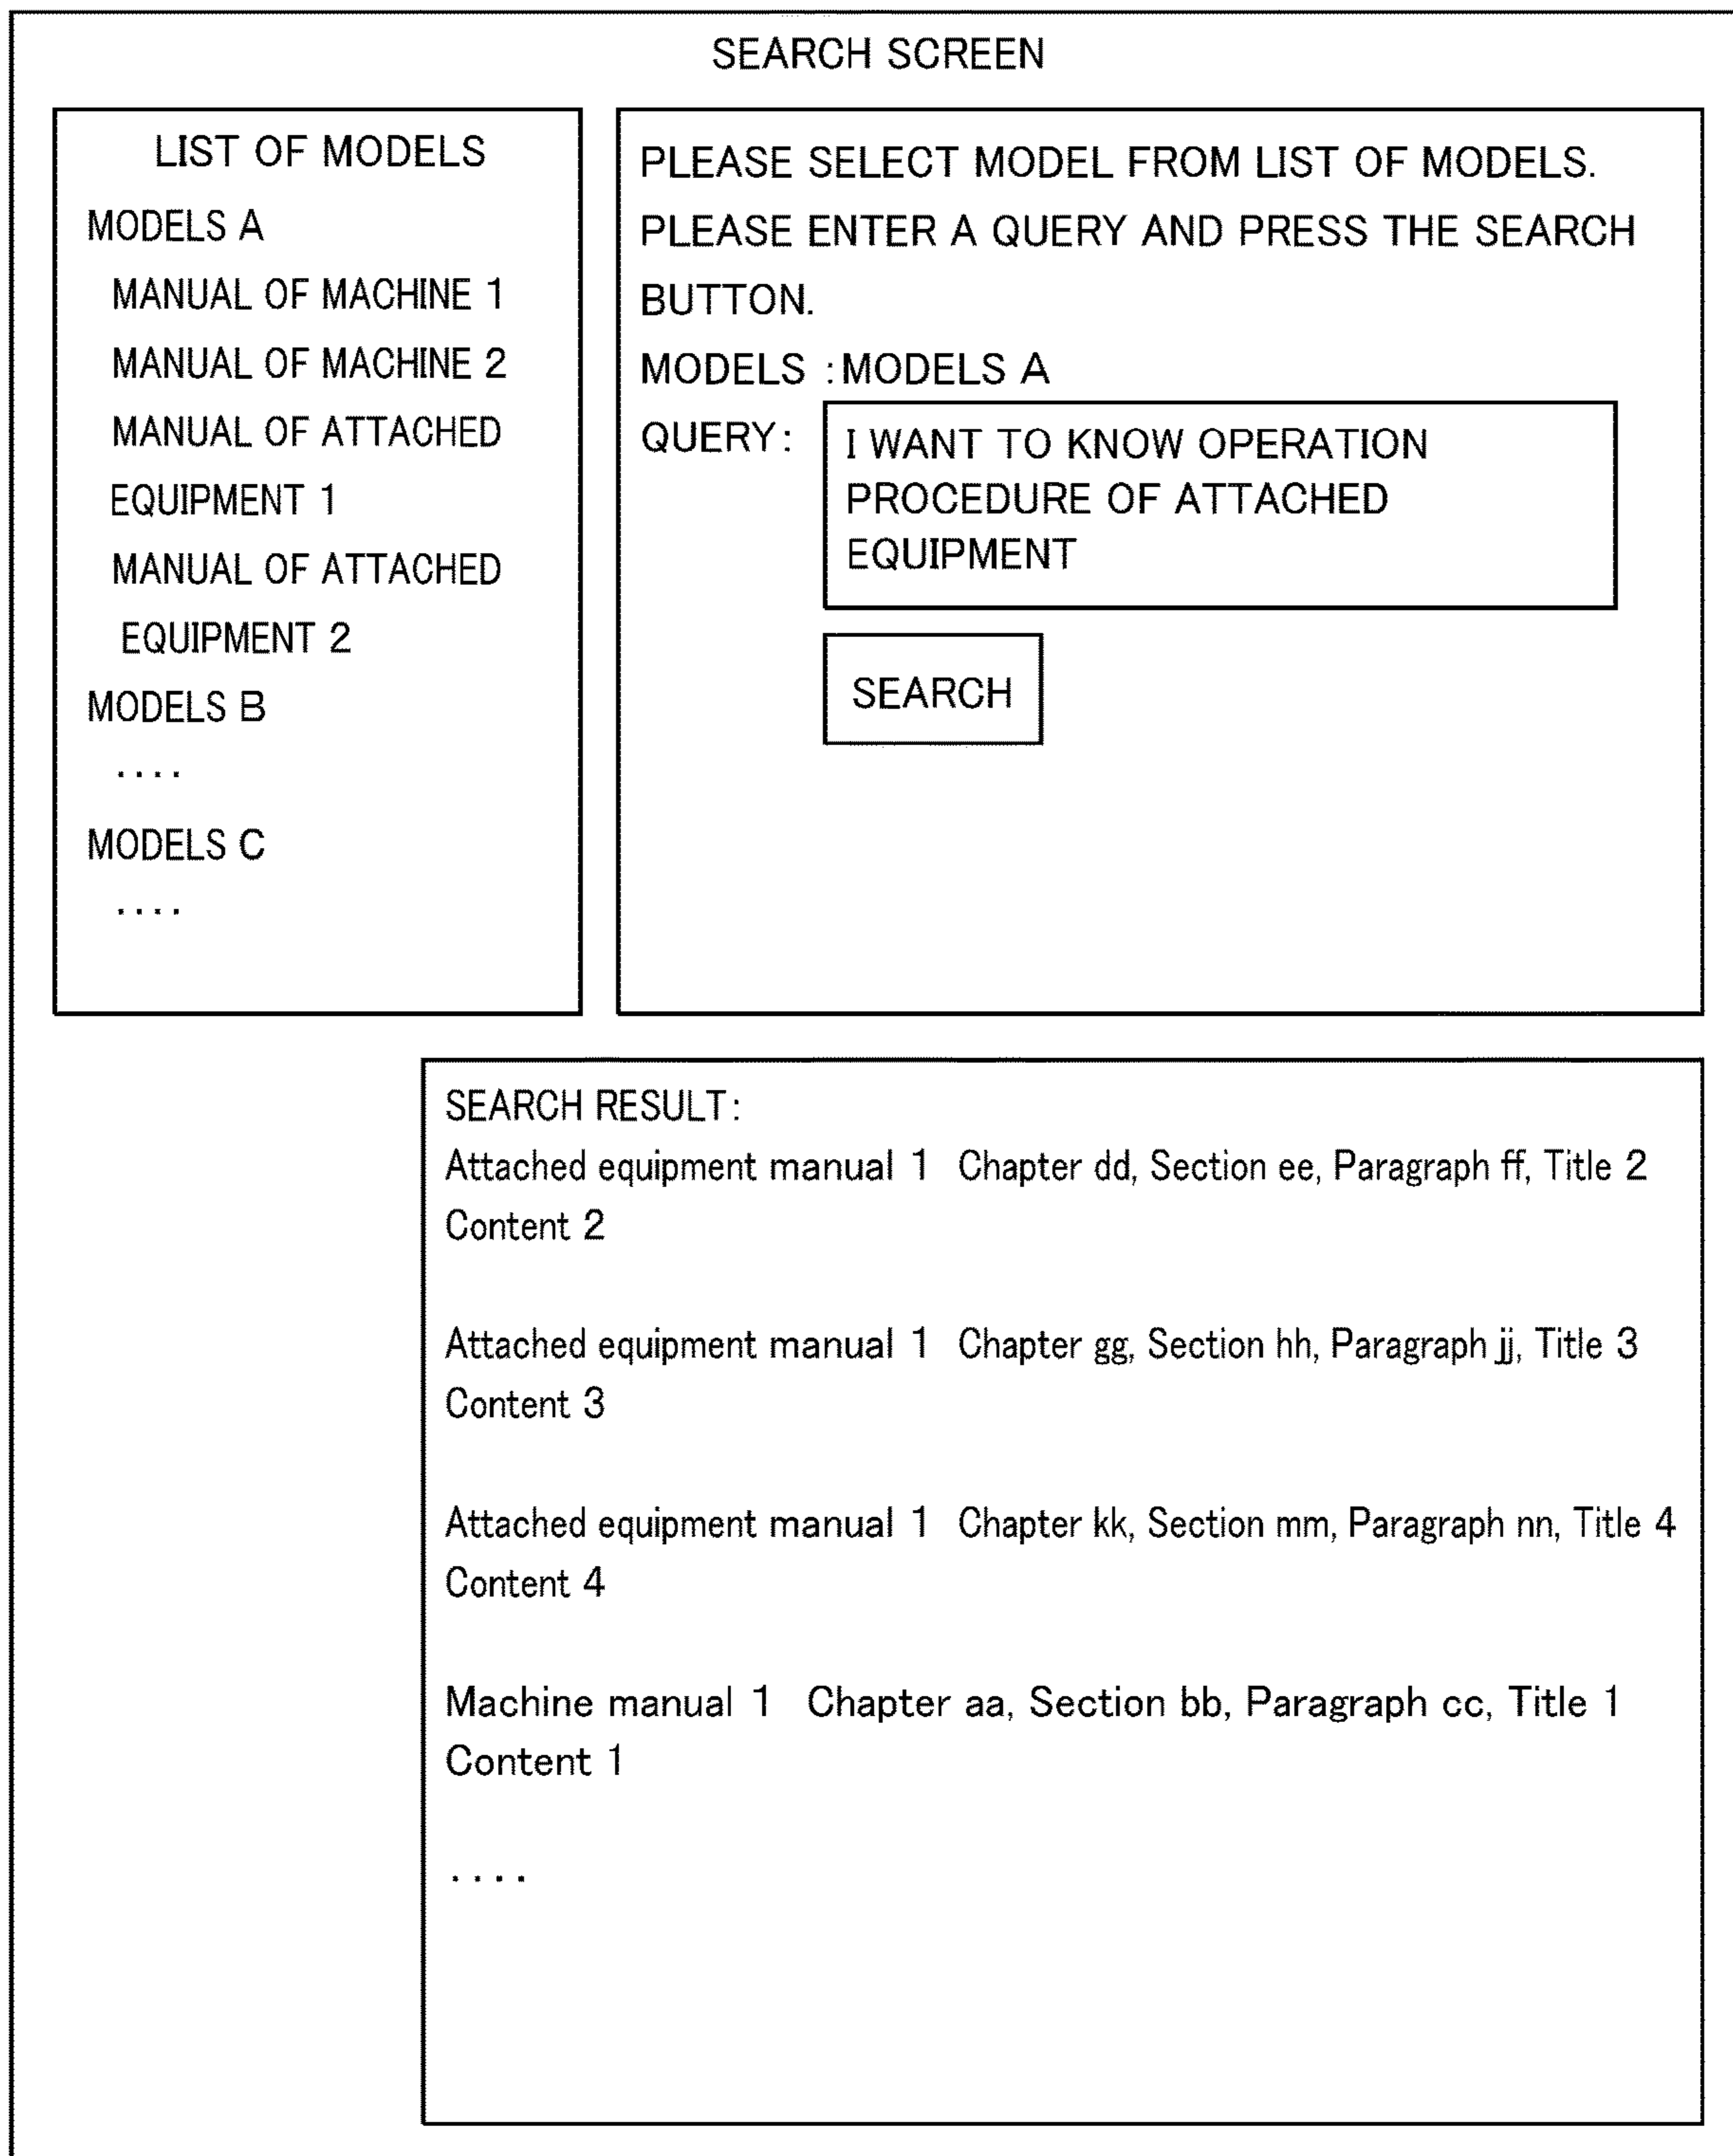 SEARCH SCREEN
LIST OF MODELS
MODELS A
MANUAL OF MACHINE 1
MANUAL OF MACHINE 2
MANUAL OF ATTACHED
EQUIPMENT 1
MANUAL OF ATTACHED
EQUIPMENT 2
MODELS B
....
MODELS C
....
PLEASE SELECT MODEL FROM LIST OF MODELS.
PLEASE ENTER A QUERY AND PRESS THE SEARCH
BUTTON.
MODELS :MODELS A
QUERY: I WANT TO KNOW OPERATION
PROCEDURE OF ATTACHED
EQUIPMENT
SEARCH
SEARCH RESULT:
Attached equipment manual 1 Chapter dd, Section ee, Paragraph ff, Title 2
Content 2
Attached equipment manual 1 Chapter gg, Section hh, Paragraph jj, Title 3
Content 3
Attached equipment manual 1 Chapter kk, Section mm, Paragraph nn, Title 4
Content 4
Machine manual 1 Chapter aa, Section bb, Paragraph cc, Title 1
Content 1
....